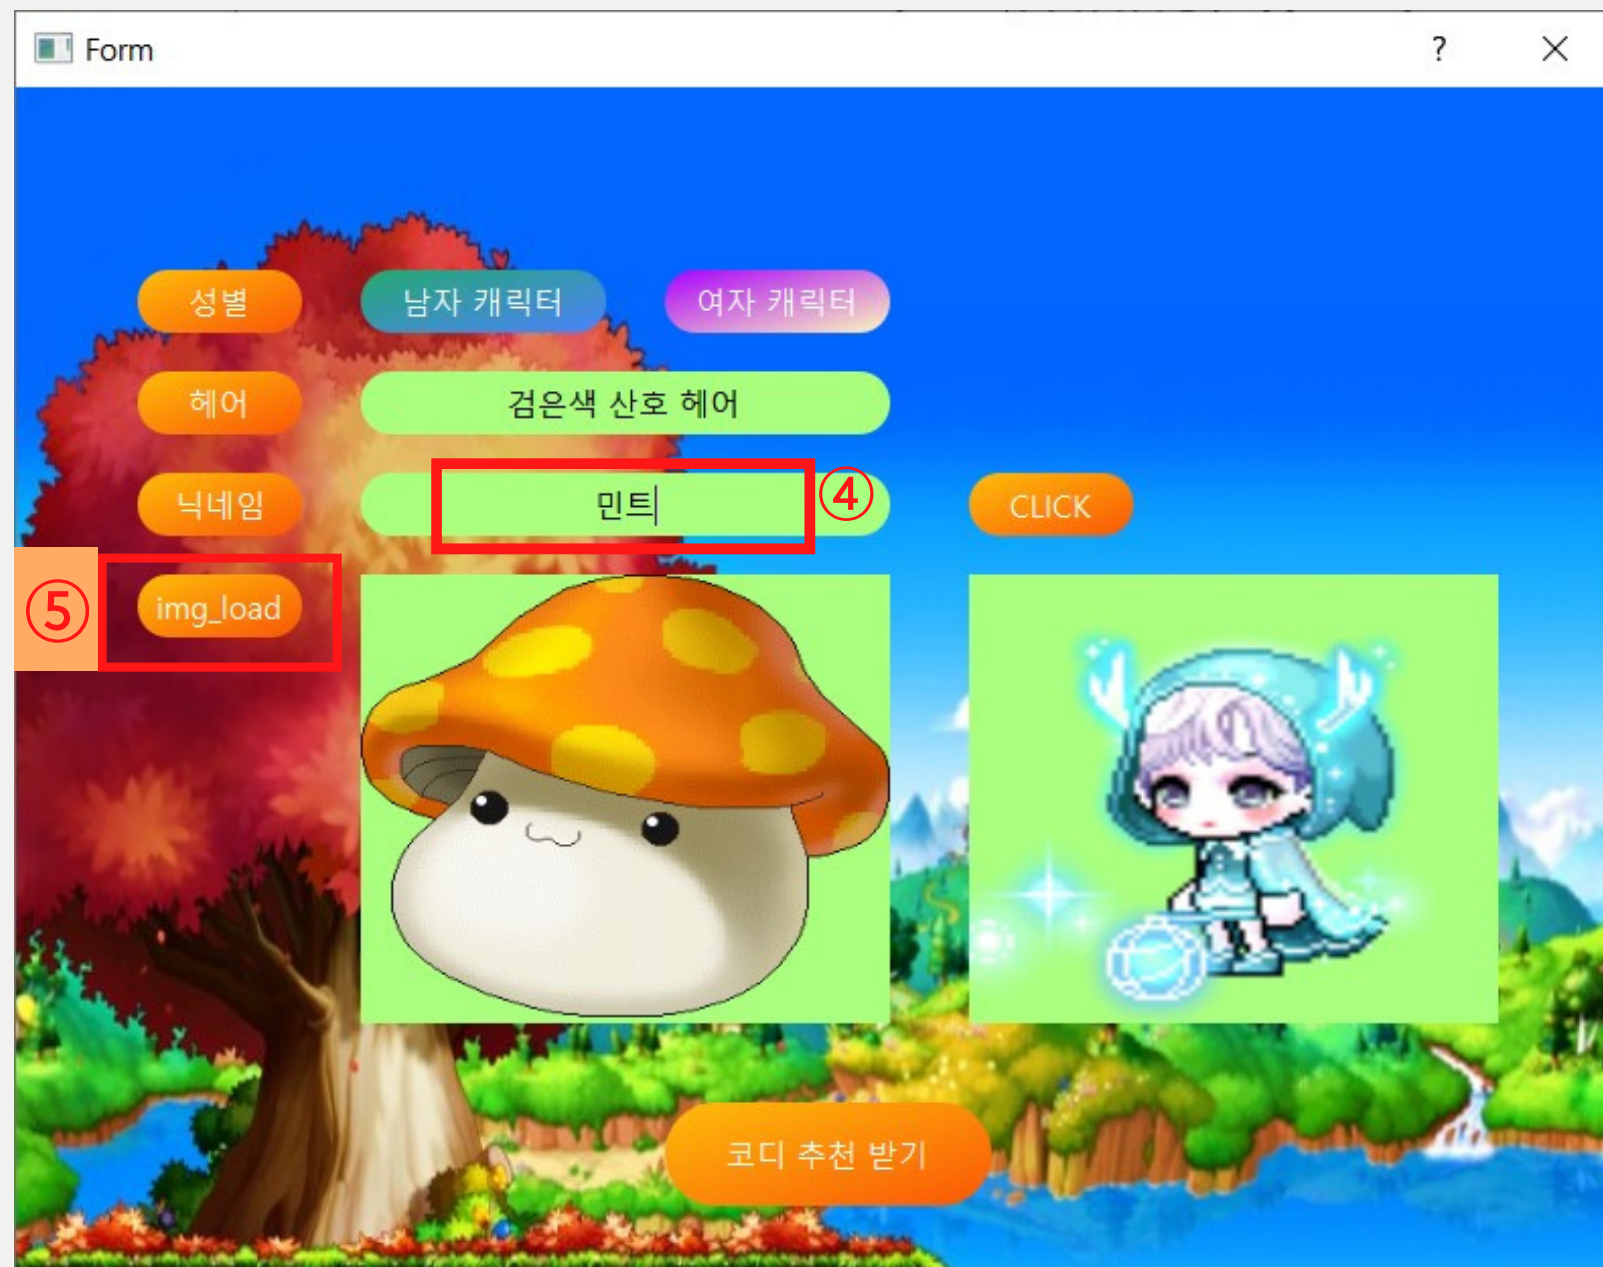 Form
?
성별 남자 캐릭터 여자 캐릭터
헤어 검은색 산호 헤어
닉네임 민트 ④ CLICK
⑤ img_load
코디 추천 받기